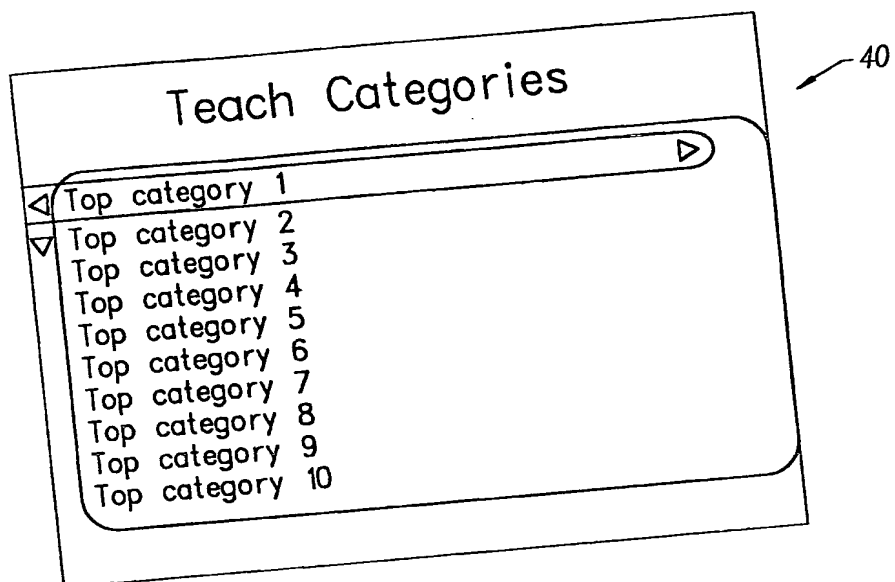 Teach Categories
40
Top category 1
Top category 2
Top category 3
Top category 4
Top category 5
Top category 6
Top category 7
Top category 8
Top category 9
Top category 10